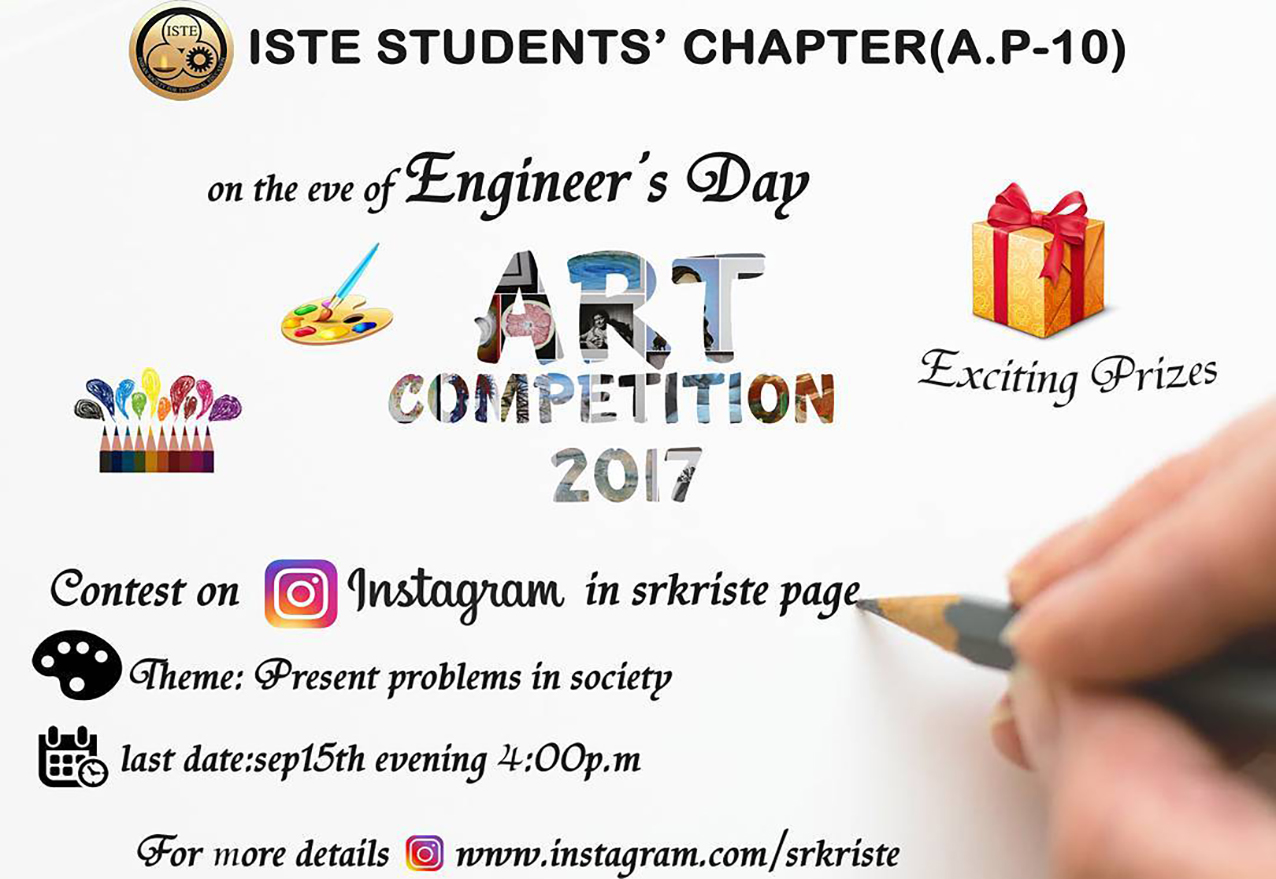 ISTE
ISTE STUDENTS’ CHAPTER(A.P-10)
on the eve of Engineer's Day
ART
COMPETITION
2017
Exciting Prizes
Contest on Instagram in srkriste page
Theme: Present problems in society
last date:sep15th evening 4:00p.m
For more details www.instagram.com/srkriste